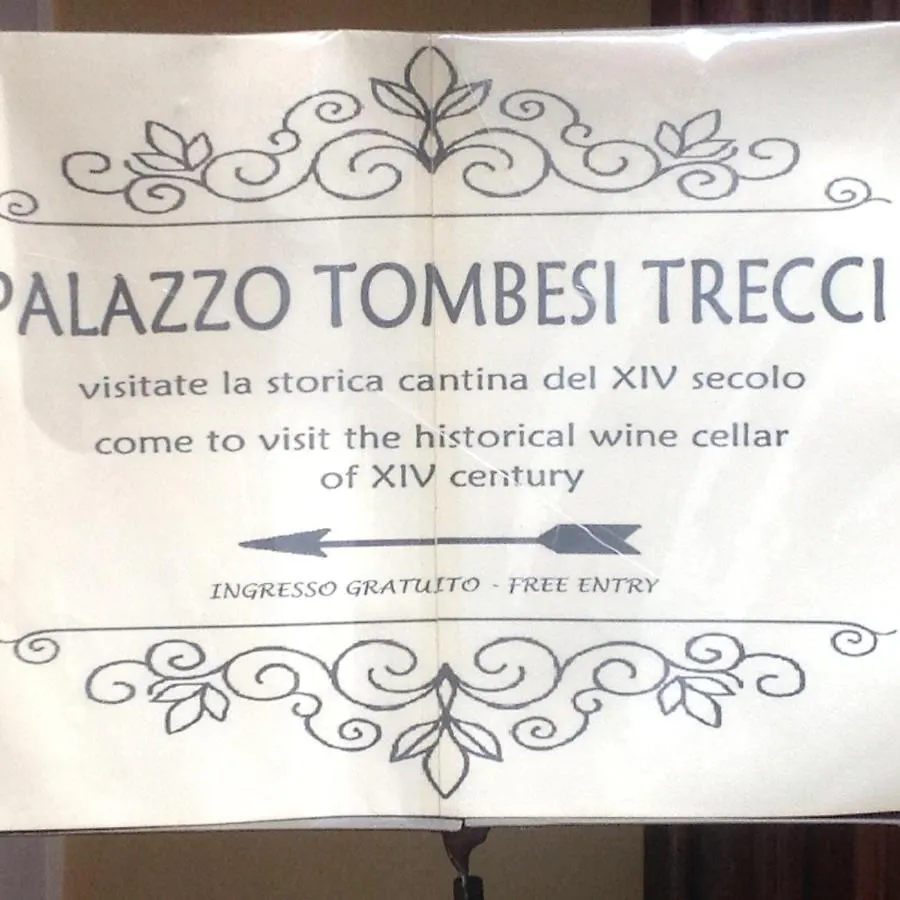 PALAZZO TOMBESI TRECCI
visitate la storica cantina del XIV secolo
come to visit the historical wine cellar
of XIV century
INGRESSO GRATUITO - FREE ENTRY